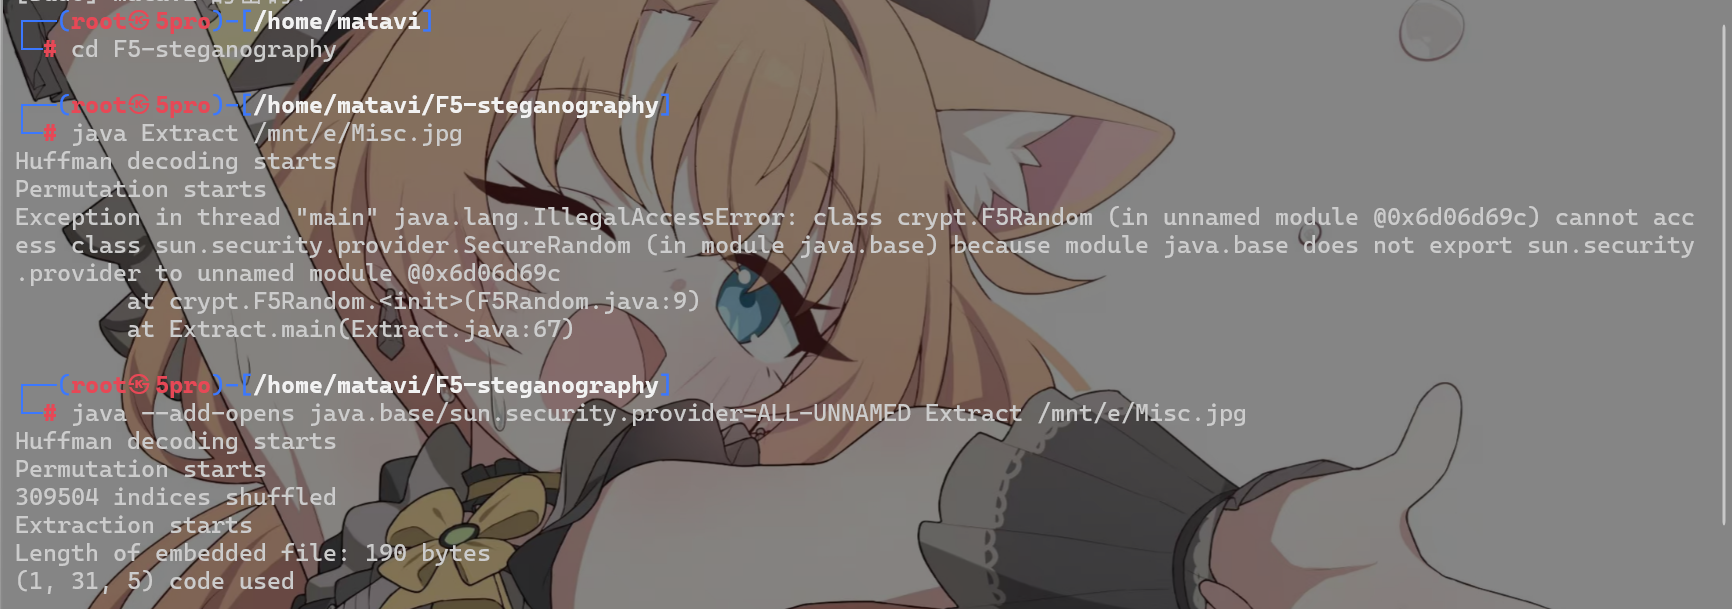 ┌──(root㉿5pro)-[/home/matavi]
└─# cd F5-steganography
┌──(root㉿5pro)-[/home/matavi/F5-steganography]
└─# java Extract /mnt/e/Misc.jpg
Huffman decoding starts
Permutation starts
Exception in thread "main" java.lang.IllegalAccessError: class crypt.F5Random (in unnamed module @0x6d06d69c) cannot acc
ess class sun.security.provider.SecureRandom (in module java.base) because module java.base does not export sun.security
.provider to unnamed module @0x6d06d69c
at crypt.F5Random.<init>(F5Random.java:9)
at Extract.main(Extract.java:67)
┌──(root㉿5pro)-[/home/matavi/F5-steganography]
└─# java --add-opens java.base/sun.security.provider=ALL-UNNAMED Extract /mnt/e/Misc.jpg
Huffman decoding starts
Permutation starts
309504 indices shuffled
Extraction starts
Length of embedded file: 190 bytes
(1, 31, 5) code used